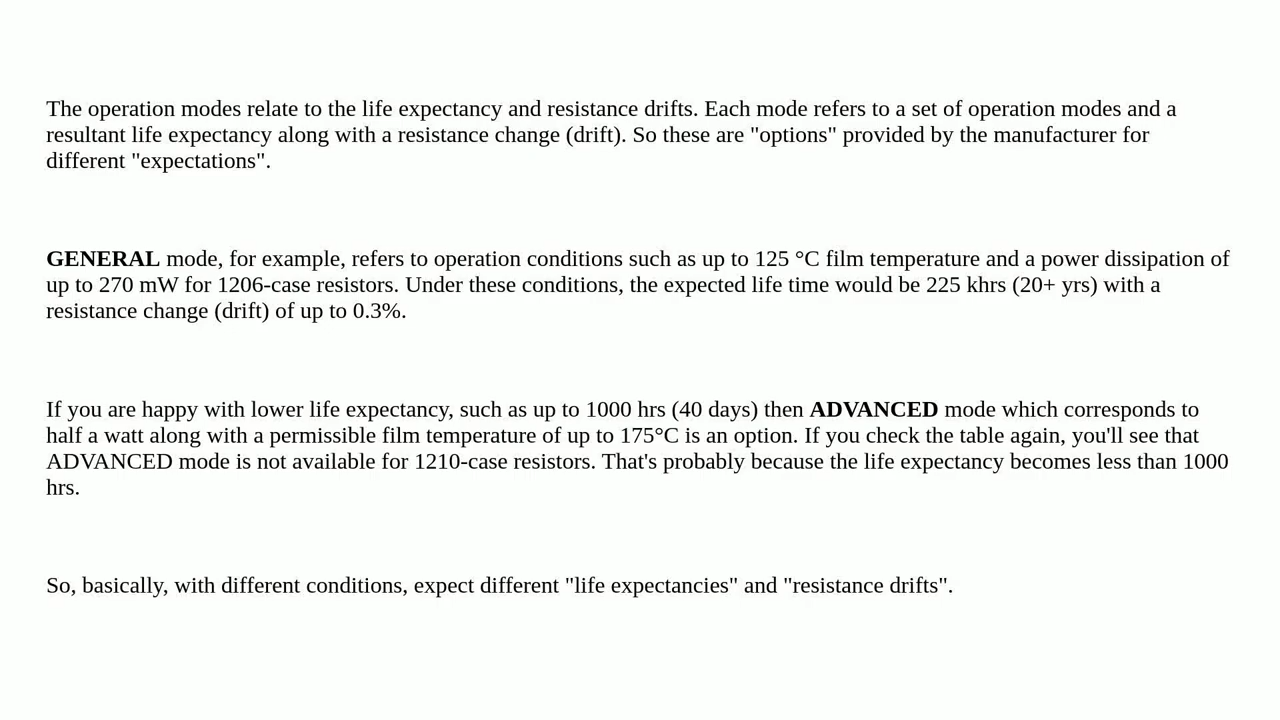 The operation modes relate to the life expectancy and resistance drifts. Each mode refers to a set of operation modes and a
resultant life expectancy along with a resistance change (drift). So these are "options" provided by the manufacturer for
different "expectations".
GENERAL mode, for example, refers to operation conditions such as up to 125 °C film temperature and a power dissipation of
up to 270 mW for 1206-case resistors. Under these conditions, the expected life time would be 225 khrs (20+ yrs) with a
resistance change (drift) of up to 0.3%.
If you are happy with lower life expectancy, such as up to 1000 hrs (40 days) then ADVANCED mode which corresponds to
half a watt along with a permissible film temperature of up to 175°C is an option. If you check the table again, you'll see that
ADVANCED mode is not available for 1210-case resistors. That's probably because the life expectancy becomes less than 1000
hrs.
So, basically, with different conditions, expect different "life expectancies" and "resistance drifts".